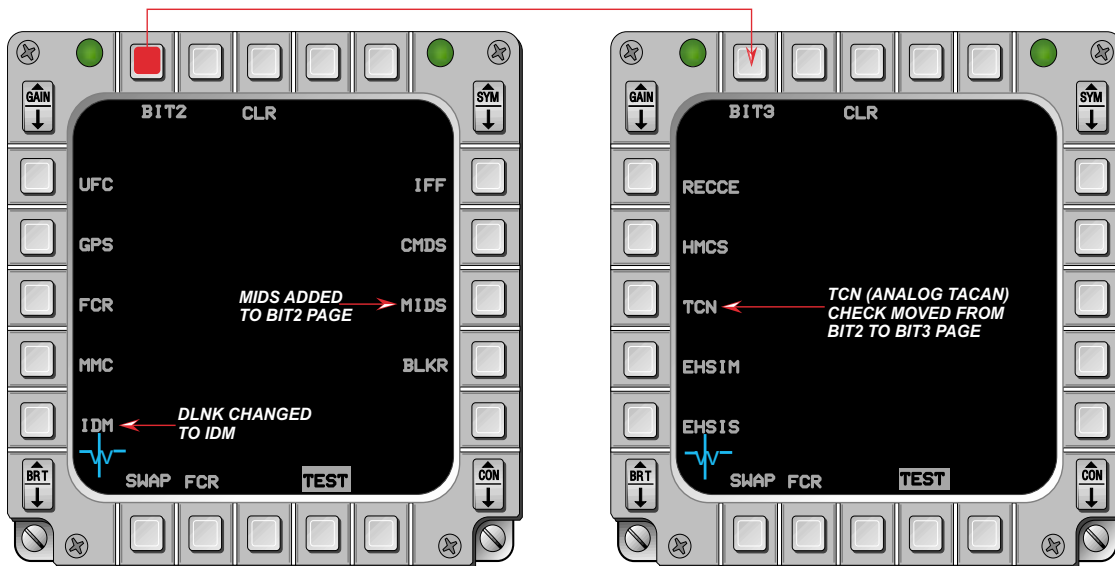 GAIN
SYM
BIT2 CLR
UFC
IFF
GPS
CMDS
FCR
MIDS ADDED
TO BIT2 PAGE
MIDS
MMC
BLKR
IDM
DLNK CHANGED
TO IDM
BRT
CON
SWAP FCR TEST
GAIN
SYM
BIT3 CLR
RECCE
HMCS
TCN
TCN (ANALOG TACAN)
CHECK MOVED FROM
BIT2 TO BIT3 PAGE
EHSIM
EHSIS
BRT
CON
SWAP FCR TEST